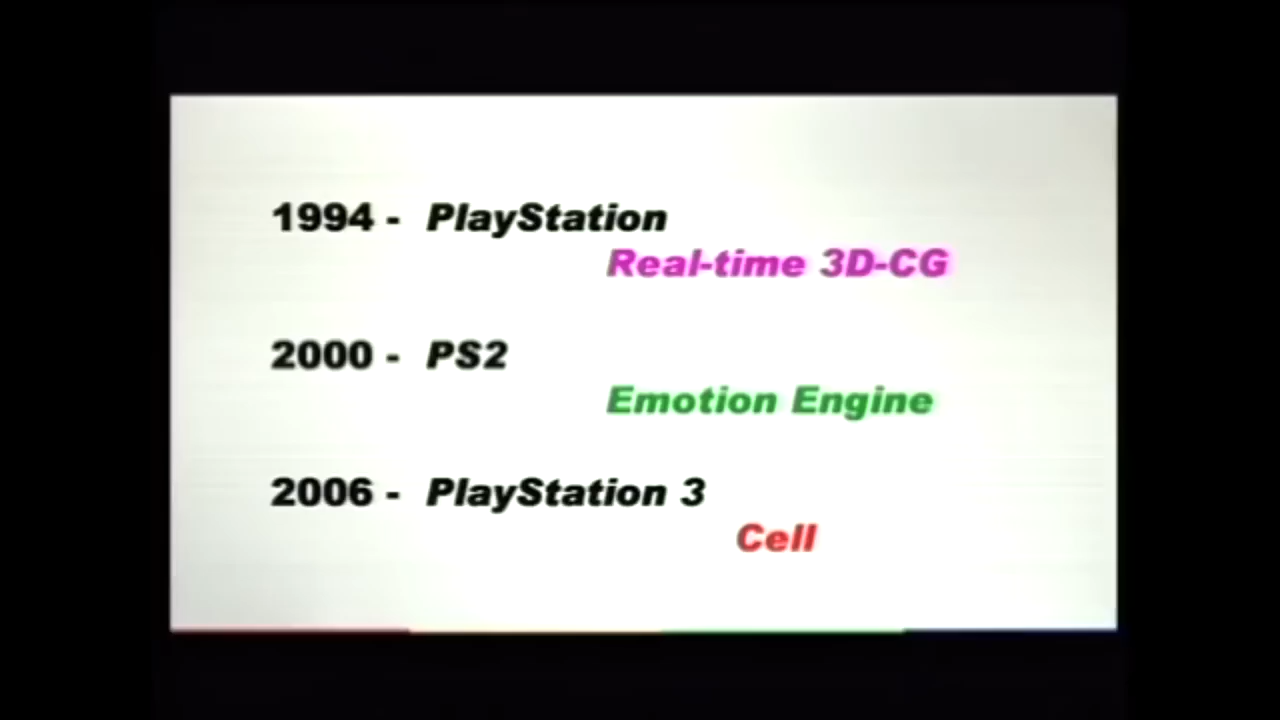 1994 - PlayStation
Real-time 3D-CG
2000 - PS2
Emotion Engine
2006 - PlayStation 3
Cell